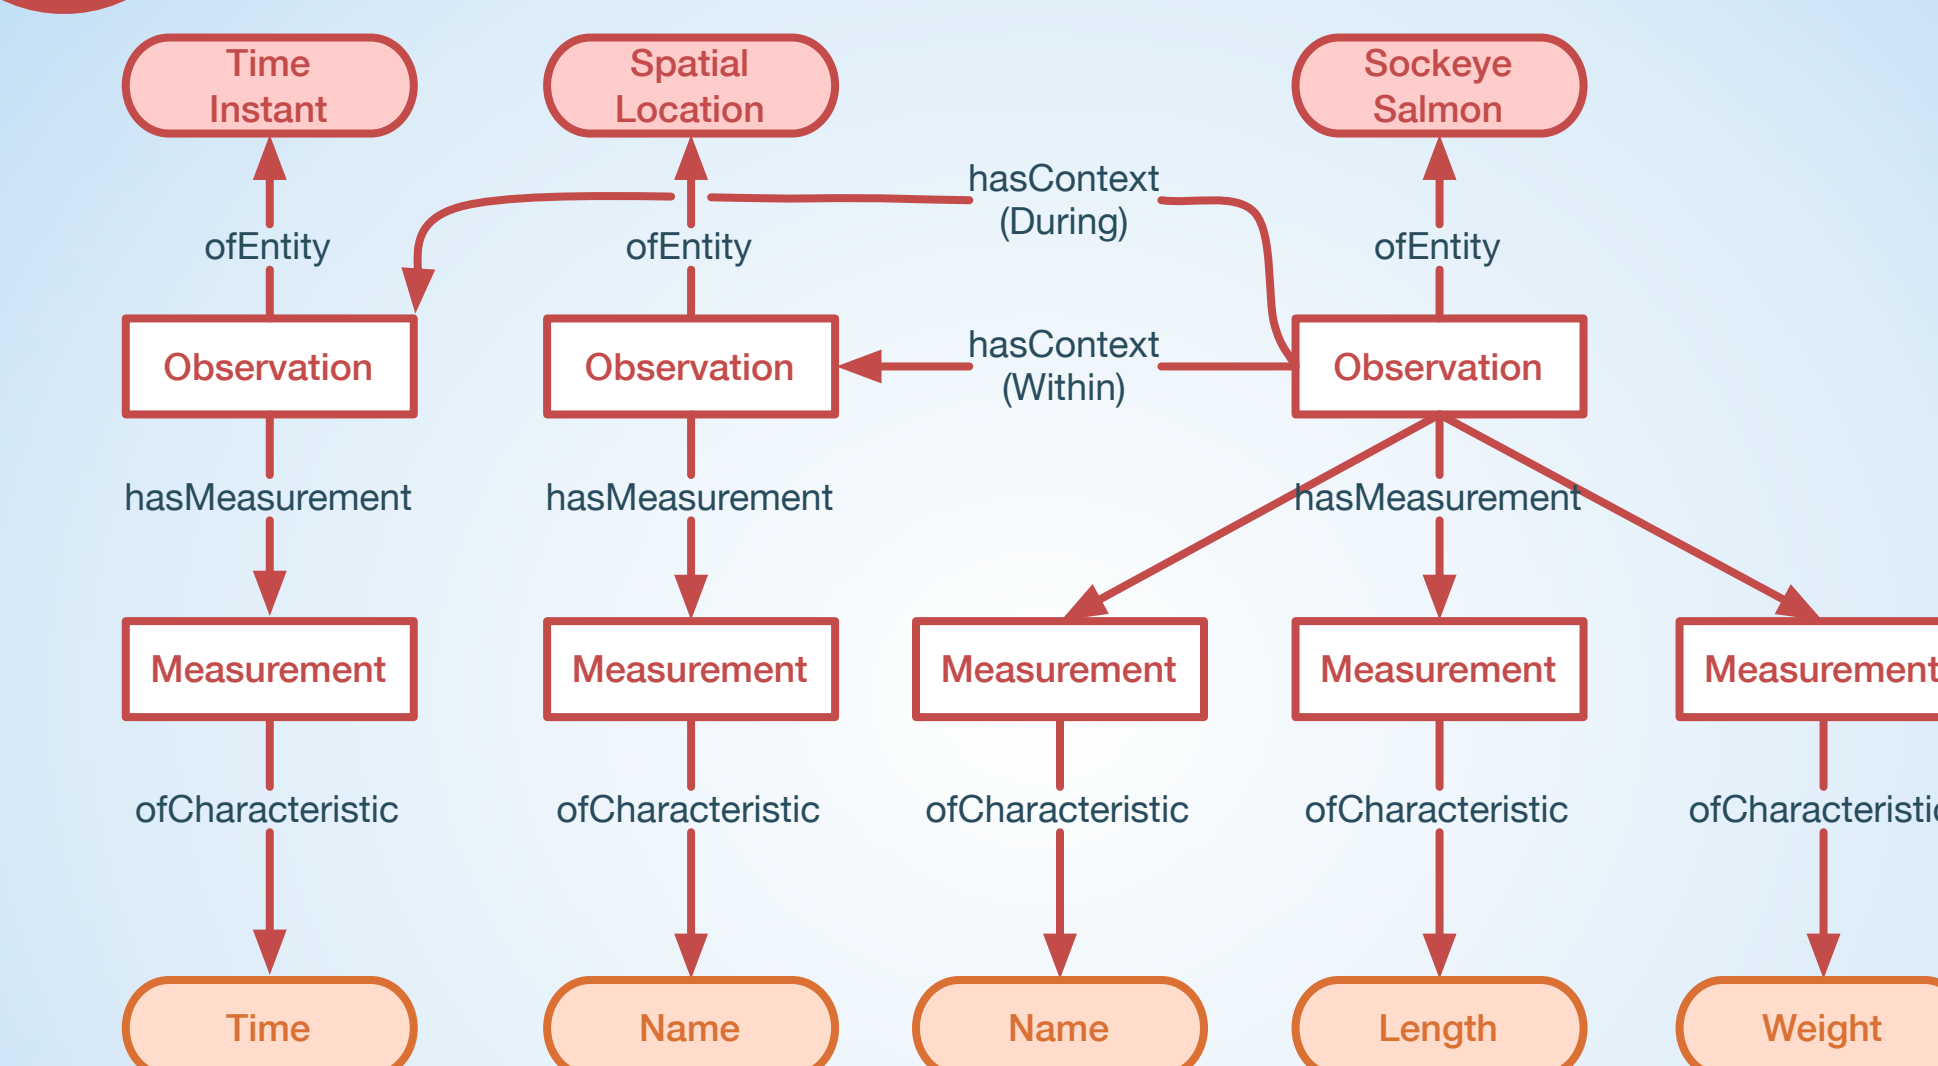 Time
Instant
Spatial
Location
Sockeye
Salmon
hasContext
(During)
ofEntity
ofEntity
ofEntity
Observation
Observation
hasContext
(Within)
Observation
hasMeasurement
hasMeasurement
hasMeasurement
Measurement
Measurement
Measurement
Measurement
Measurement
ofCharacteristic
ofCharacteristic
ofCharacteristic
ofCharacteristic
ofCharacteristic
Time
Name
Name
Length
Weight